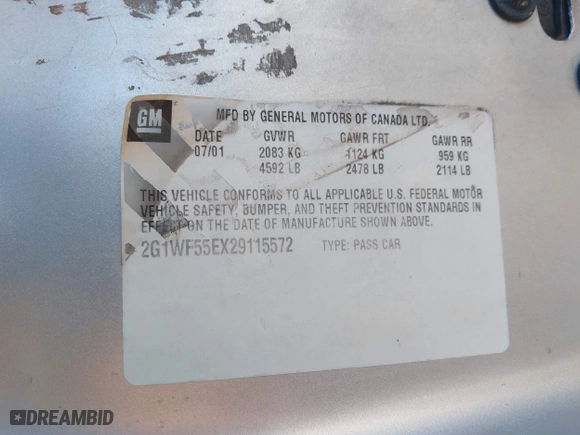 GM
MFD BY GENERAL MOTORS OF CANADA LTD.
DATE GVWR GAWR FRT GAWR RR
07/01 2083 KG 1124 KG 959 KG
4592 LB 2478 LB 2114 LB
THIS VEHICLE CONFORMS TO ALL APPLICABLE U.S. FEDERAL MOTOR
VEHICLE SAFETY, BUMPER, AND THEFT PREVENTION STANDARDS IN
EFFECT ON THE DATE OF MANUFACTURE SHOWN ABOVE.
2G1WF55EX29115572 TYPE: PASS CAR
DREAMBID